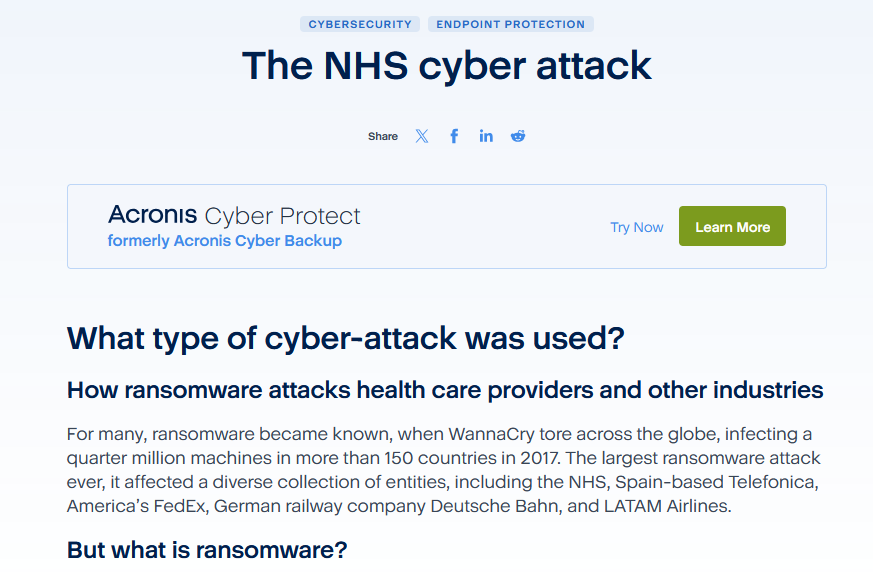 CYBERSECURITY
ENDPOINT PROTECTION
The NHS cyber attack
Share
Acronis Cyber Protect
formerly Acronis Cyber Backup
Try Now
Learn More
What type of cyber-attack was used?
How ransomware attacks health care providers and other industries
For many, ransomware became known, when WannaCry tore across the globe, infecting a
quarter million machines in more than 150 countries in 2017. The largest ransomware attack
ever, it affected a diverse collection of entities, including the NHS, Spain-based Telefonica,
America's FedEx, German railway company Deutsche Bahn, and LATAM Airlines.
But what is ransomware?